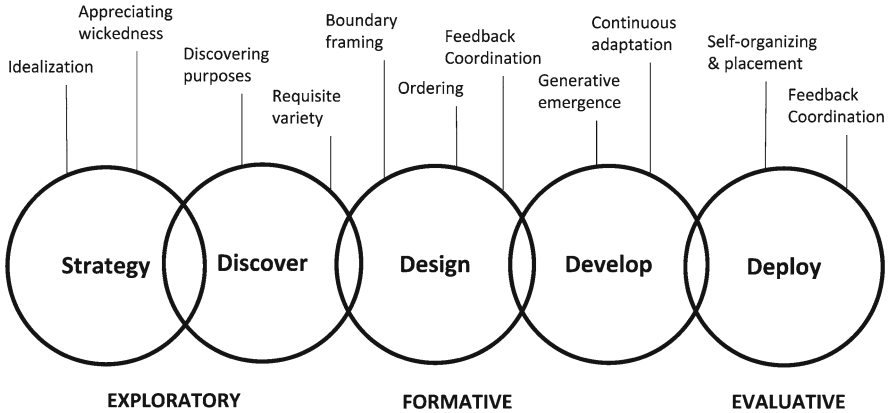 Appreciating
wickedness
Idealization
Discovering
purposes
Requisite
variety
Boundary
framing
Ordering
Feedback
Coordination
Generative
emergence
Continuous
adaptation
Self-organizing
& placement
Feedback
Coordination
Strategy
Discover
Design
Develop
Deploy
EXPLORATORY
FORMATIVE
EVALUATIVE